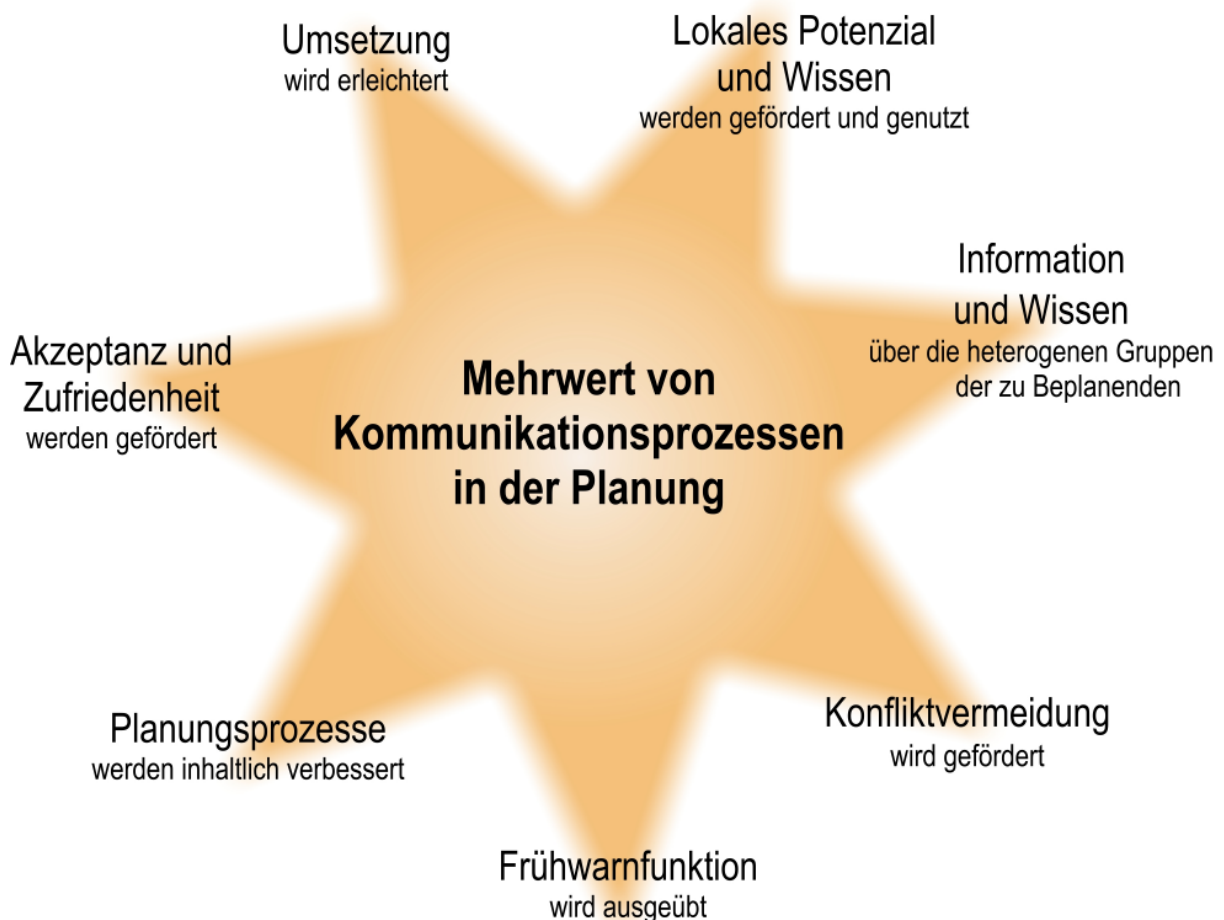 Umsetzung
wird erleichtert
Lokales Potenzial
und Wissen
werden gefördert und genutzt
Information
und Wissen
über die heterogenen Gruppen
der zu Beplanenden
Akzeptanz und
Zufriedenheit
werden gefördert
Mehrwert von
Kommunikationsprozessen
in der Planung
Konfliktvermeidung
wird gefördert
Planungsprozesse
werden inhaltlich verbessert
Frühwarnfunktion
wird ausgeübt